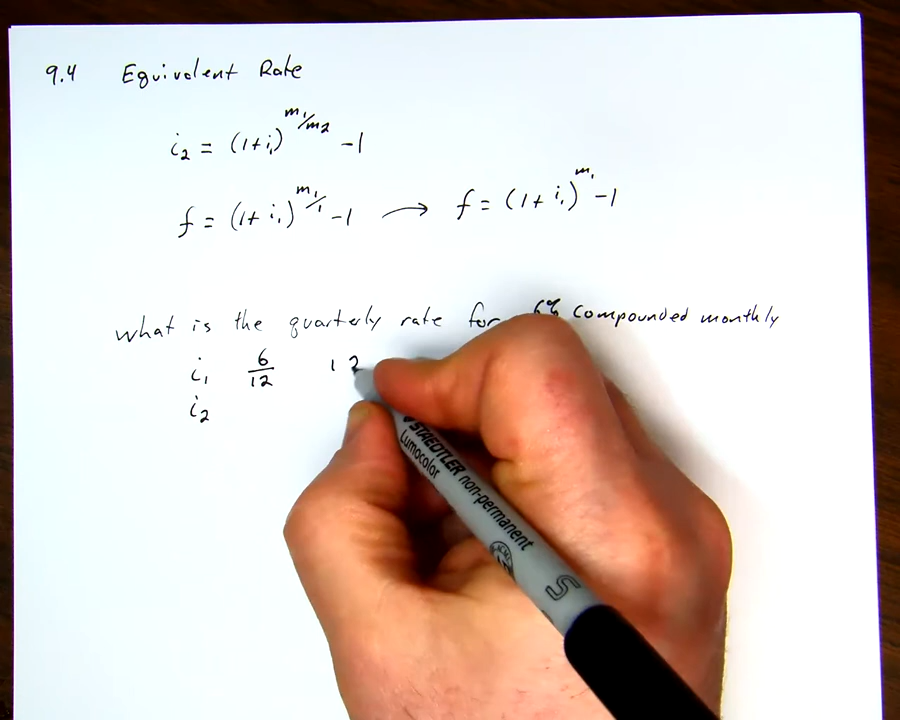 9.4 Equivalent Rate
i₂ = (1+i₁)^(m₁/m₂) -1
f = (1+i₁)^(m₁/1) -1 → f = (1+i₁)^(m₁) -1
what is the quarterly rate for 6% compounded monthly
i₁ 6/12 12
i₂
STAEDTLER non-permanent
Lumocolor
S